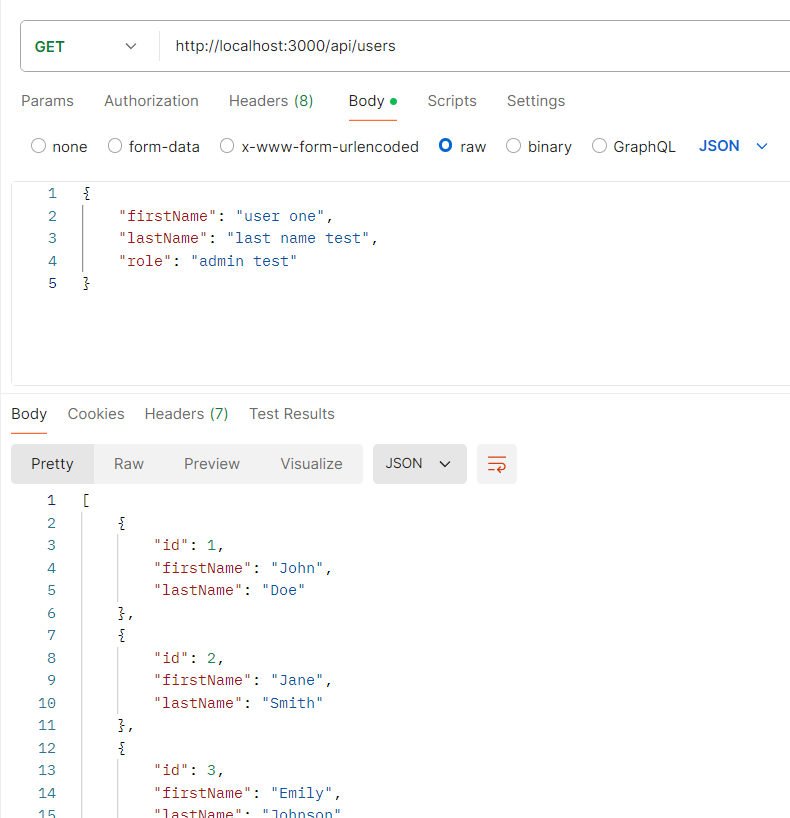 GET http://localhost:3000/api/users
Params Authorization Headers (8) Body Scripts Settings
none form-data x-www-form-urlencoded raw binary GraphQL JSON
1 {
2 "firstName": "user one",
3 "lastName": "last name test",
4 "role": "admin test"
5 }
Body Cookies Headers (7) Test Results
Pretty Raw Preview Visualize JSON
1 [
2 {
3 "id": 1,
4 "firstName": "John",
5 "lastName": "Doe"
6 },
7 {
8 "id": 2,
9 "firstName": "Jane",
10 "lastName": "Smith"
11 },
12 {
13 "id": 3,
14 "firstName": "Emily",
15 "lastName": "Johnson"